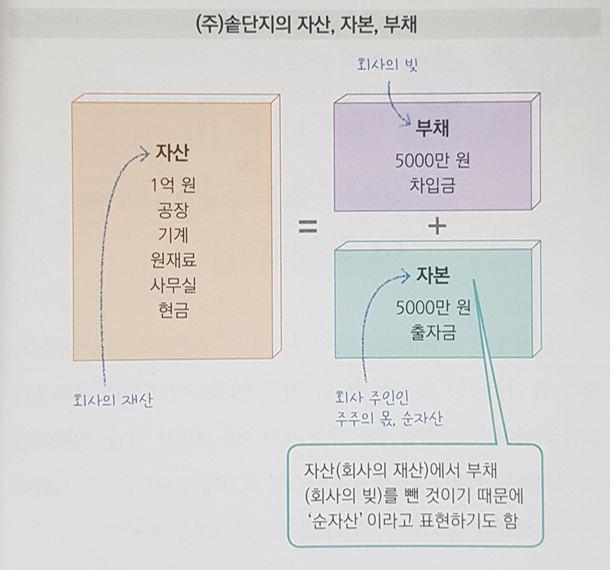 (주)솥단지의 자산, 자본, 부채
회사의 빚
자산
1억 원
공장
기계
원재료
사무실
현금
=
부채
5000만 원
차입금
+
자본
5000만 원
출자금
회사의 재산
회사 주인인
주주의 몫, 순자산
자산(회사의 재산)에서 부채
(회사의 빚)를 뺀 것이기 때문에
‘순자산’이라고 표현하기도 함